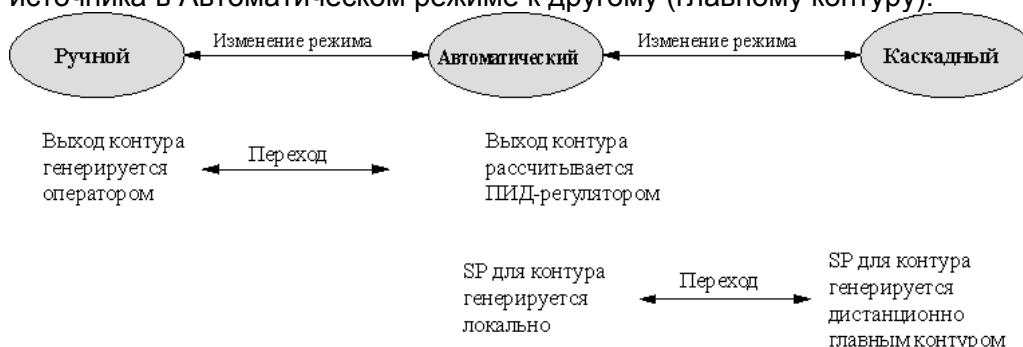 источника в Автоматическом режиме к другому (главному контуру).
Ручной
Изменение режима
Автоматический
Изменение режима
Каскадный
Выход контура
генерируется
оператором
Переход
Выход контура
рассчитывается
ПИД-регулятором
SP для контура
генерируется
локально
Переход
SP для контура
генерируется
дистанционно
главным контуром